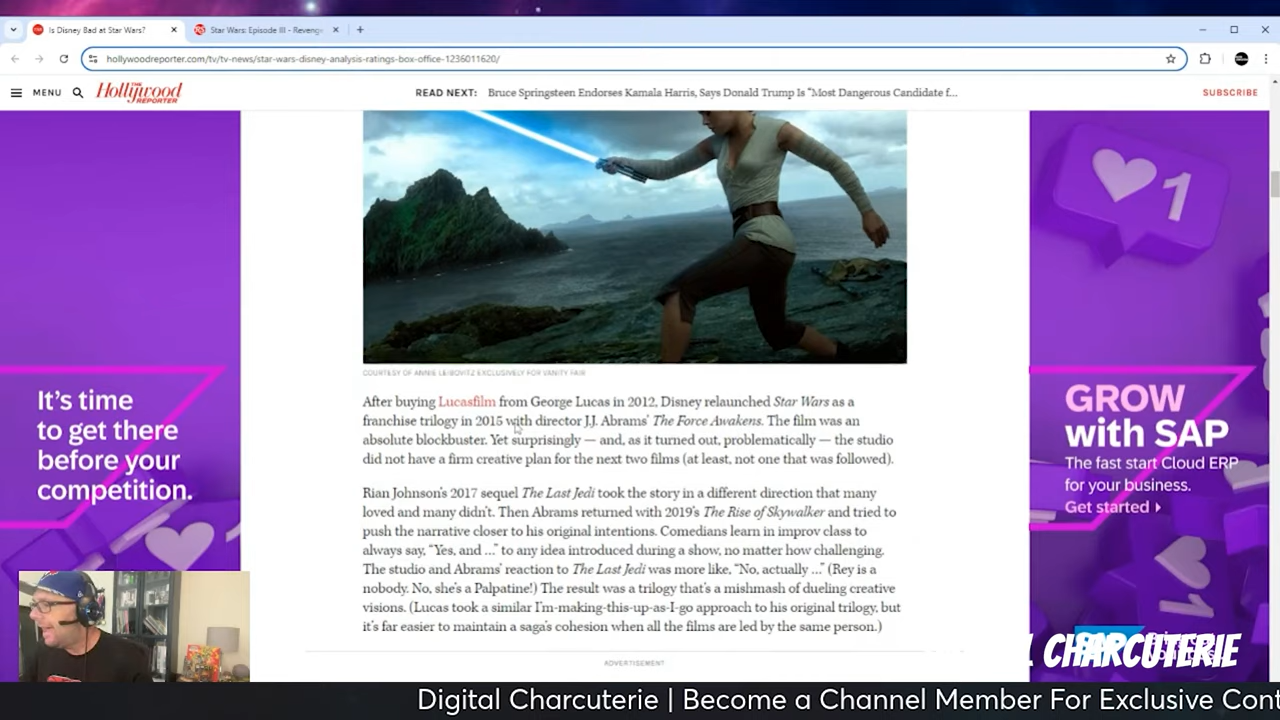 Is Disney Bad at Star Wars?
Star Wars: Episode III - Reveng
hollywoodreporter.com/tv/tv-news/star-wars-disney-analysis-ratings-box-office-1236011620/
MENU
THE
Hollywood
REPORTER
READ NEXT: Bruce Springsteen Endorses Kamala Harris, Says Donald Trump Is “Most Dangerous Candidate f...
SUBSCRIBE
1
COURTESY OF ANNIE LEIBOVITZ EXCLUSIVELY FOR VANITY FAIR
After buying Lucasfilm from George Lucas in 2012, Disney relaunched Star Wars as a
franchise trilogy in 2015 with director J.J. Abrams’ The Force Awakens. The film was an
absolute blockbuster. Yet surprisingly — and, as it turned out, problematically — the studio
did not have a firm creative plan for the next two films (at least, not one that was followed).
Rian Johnson’s 2017 sequel The Last Jedi took the story in a different direction that many
loved and many didn’t. Then Abrams returned with 2019’s The Rise of Skywalker and tried to
push the narrative closer to his original intentions. Comedians learn in improv class to
always say, “Yes, and ...” to any idea introduced during a show, no matter how challenging.
The studio and Abrams’ reaction to The Last Jedi was more like, “No, actually ...” (Rey is a
nobody. No, she’s a Palpatine!) The result was a trilogy that’s a mishmash of dueling creative
visions. (Lucas took a similar I’m-making-this-up-as-I-go approach to his original trilogy, but
it’s far easier to maintain a saga’s cohesion when all the films are led by the same person.)
ADVERTISEMENT
It’s time
to get there
before your
competition.
GROW
with SAP
The fast start Cloud ERP
for your business.
Get started
CHARCUTERIE
Digital Charcuterie | Become a Channel Member For Exclusive Cont